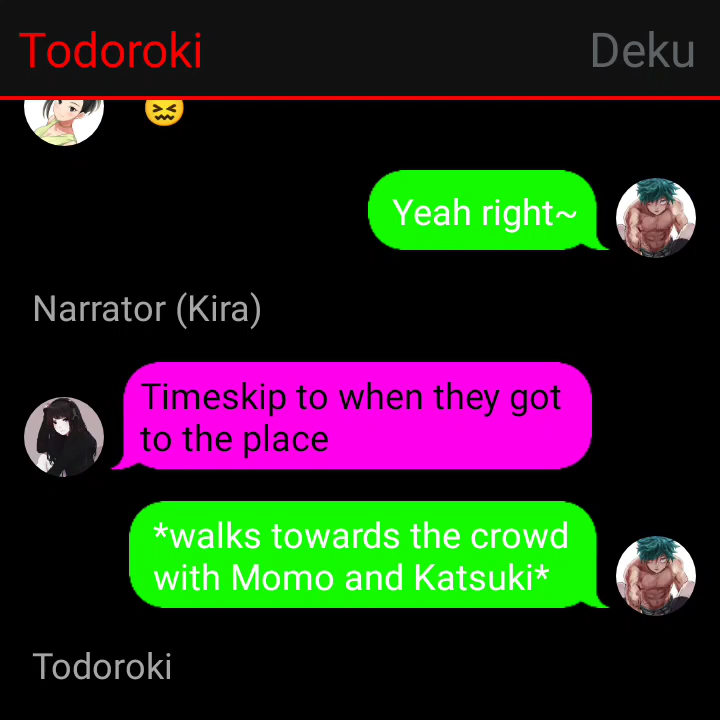 Todoroki
Deku
Yeah right~
Narrator (Kira)
Timeskip to when they got
to the place
*walks towards the crowd
with Momo and Katsuki*
Todoroki